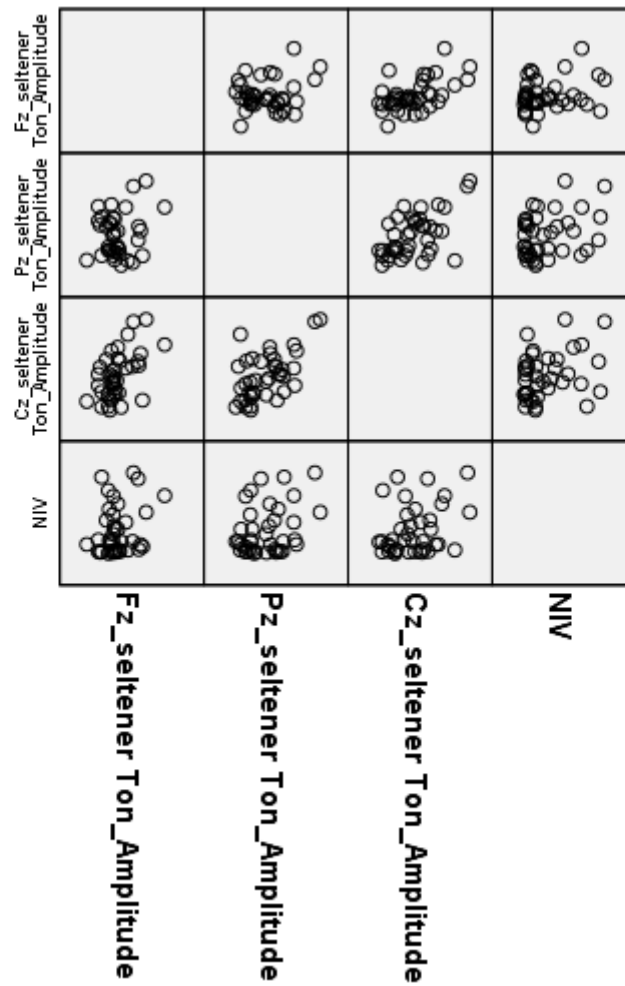 Fz_seltener
Ton_Amplitude
Pz_seltener
Ton_Amplitude
Cz_seltener
Ton_Amplitude
NIV
Fz_seltener Ton_Amplitude
Pz_seltener Ton_Amplitude
Cz_seltener Ton_Amplitude
NIV